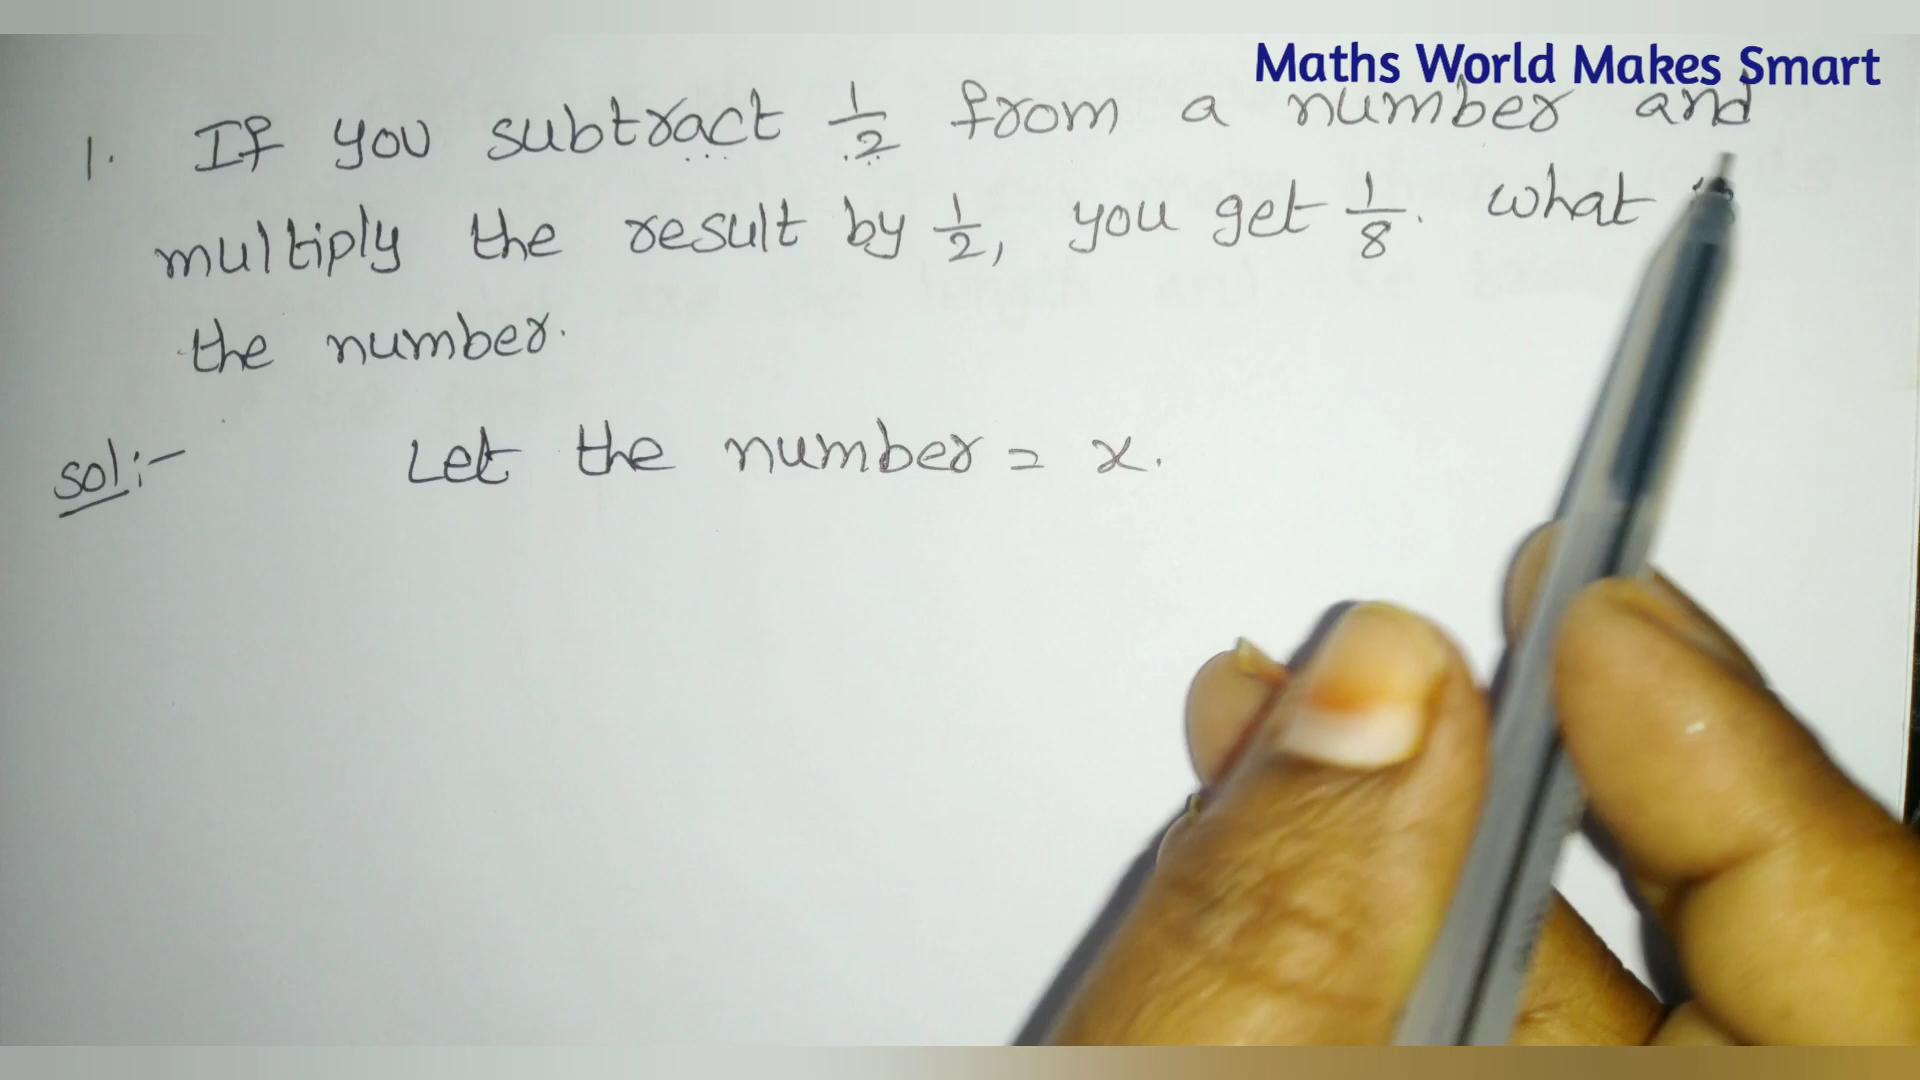 Maths World Makes Smart
1. If you subtract 1/2 from a number and
multiply the result by 1/2, you get 1/8. what
the number.
Sol:- Let the number = x.